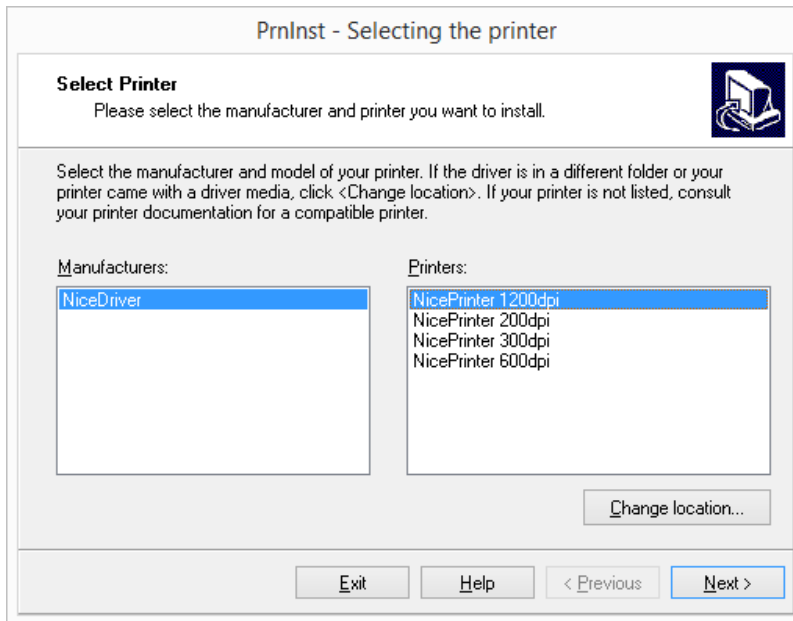 PrnInst - Selecting the printer
Select Printer
Please select the manufacturer and printer you want to install.
Select the manufacturer and model of your printer. If the driver is in a different folder or your
printer came with a driver media, click <Change location>. If your printer is not listed, consult
your printer documentation for a compatible printer.
Manufacturers:
NiceDriver
Printers:
NicePrinter 1200dpi
NicePrinter 200dpi
NicePrinter 300dpi
NicePrinter 600dpi
Change location...
Exit
Help
< Previous
Next >